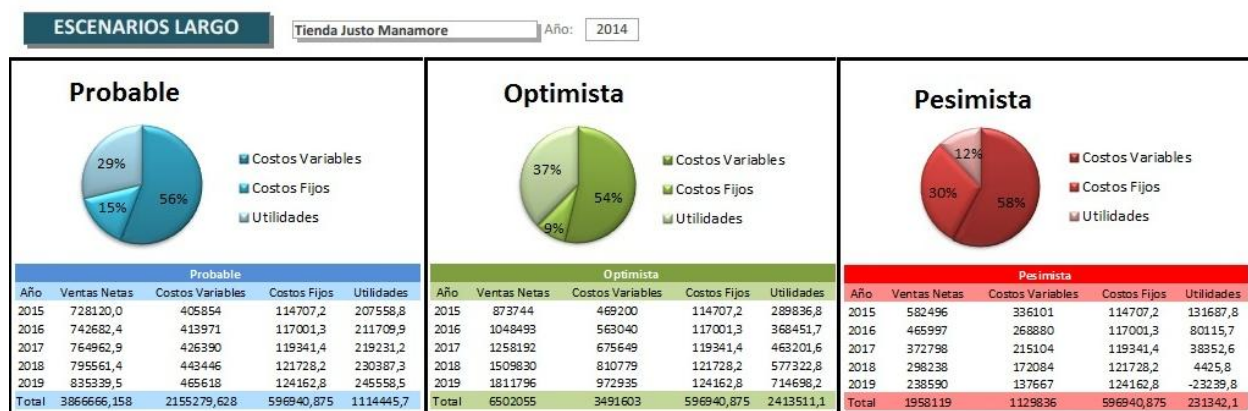 ESCENARIOS LARGO
Tienda Justo Manamore
Año: 2014
Probable
29%
15%
56%
Costos Variables
Costos Fijos
Utilidades
Probable
Año Ventas Netas Costos Variables Costos Fijos Utilidades
2015 728120,0 405854 114707,2 207558,8
2016 742682,4 413971 117001,3 211709,9
2017 764962,9 426390 119341,4 219231,2
2018 795561,4 443446 121728,2 230387,3
2019 835339,5 465618 124162,8 245558,5
Total 3866666,158 2155279,628 596940,875 1114445,7
Optimista
37%
9%
54%
Costos Variables
Costos Fijos
Utilidades
Optimista
Año Ventas Netas Costos Variables Costos Fijos Utilidades
2015 873744 469200 114707,2 289836,8
2016 1048493 563040 117001,3 368451,7
2017 1258192 675649 119341,4 463201,6
2018 1509830 810779 121728,2 577322,8
2019 1811796 972935 124162,8 714698,2
Total 6502055 3491603 596940,875 2413511,1
Pesimista
12%
30%
58%
Costos Variables
Costos Fijos
Utilidades
Pesimista
Año Ventas Netas Costos Variables Costos Fijos Utilidades
2015 582496 336101 114707,2 131687,8
2016 465997 268880 117001,3 80115,7
2017 372798 215104 119341,4 38352,6
2018 298238 172084 121728,2 4425,8
2019 238590 137667 124162,8 -23239,8
Total 1958119 1129836 596940,875 231342,1